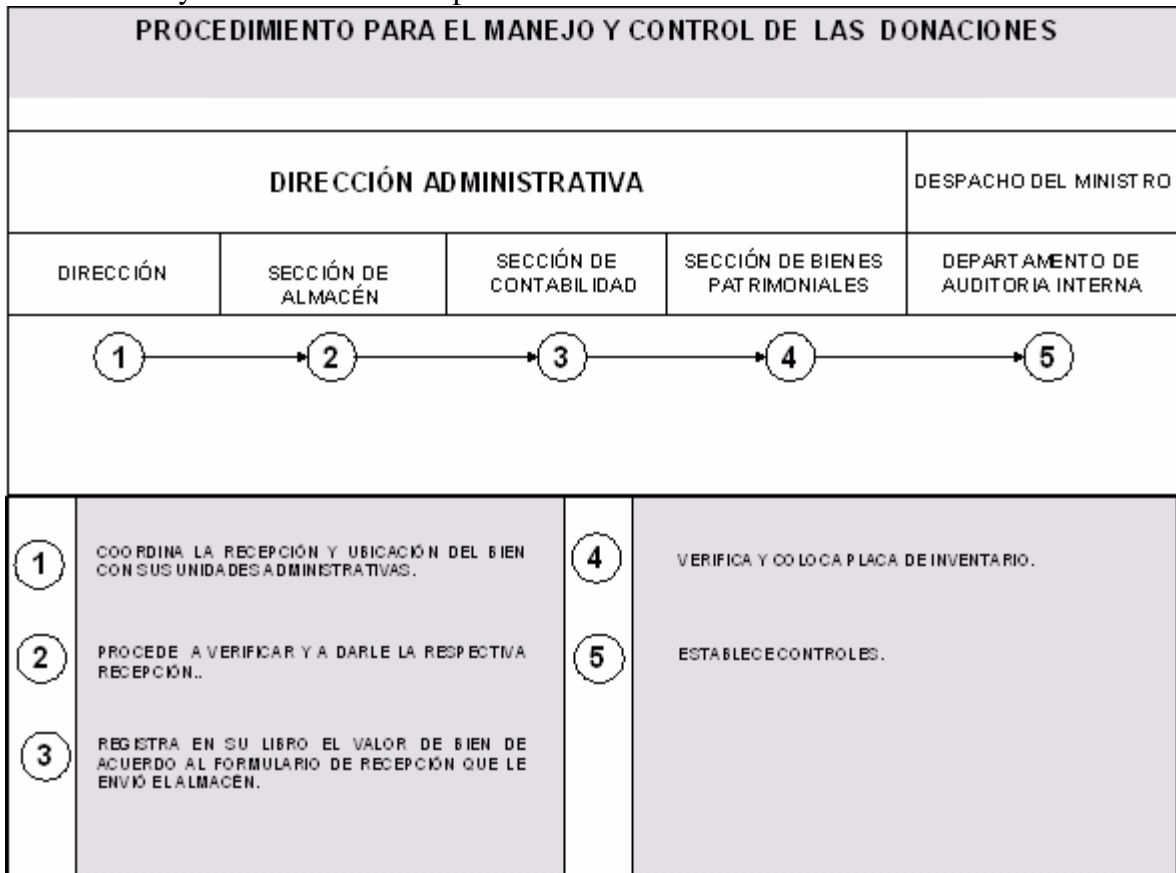 PROCEDIMIENTO PARA EL MANEJO Y CONTROL DE LAS DONACIONES
DIRECCIÓN ADMINISTRATIVA
DESPACHO DEL MINISTRO
DIRECCIÓN
SECCIÓN DE
ALMACÉN
SECCIÓN DE
CONTABILIDAD
SECCIÓN DE BIENES
PATRIMONIALES
DEPARTAMENTO DE
AUDITORIA INTERNA
1 2 3 4 5
1
COORDINA LA RECEPCIÓN Y UBICACIÓN DEL BIEN
CON SUS UNIDADES ADMINISTRATIVAS.
2
PROCEDE A VERIFICAR Y A DARLE LA RESPECTIVA
RECEPCIÓN..
3
REGISTRA EN SU LIBRO EL VALOR DE BIEN DE
ACUERDO AL FORMULARIO DE RECEPCIÓN QUE LE
ENVIÓ EL ALMACÉN.
4
VERIFICA Y COLOCA PLACA DE INVENTARIO.
5
ESTABLECE CONTROLES.